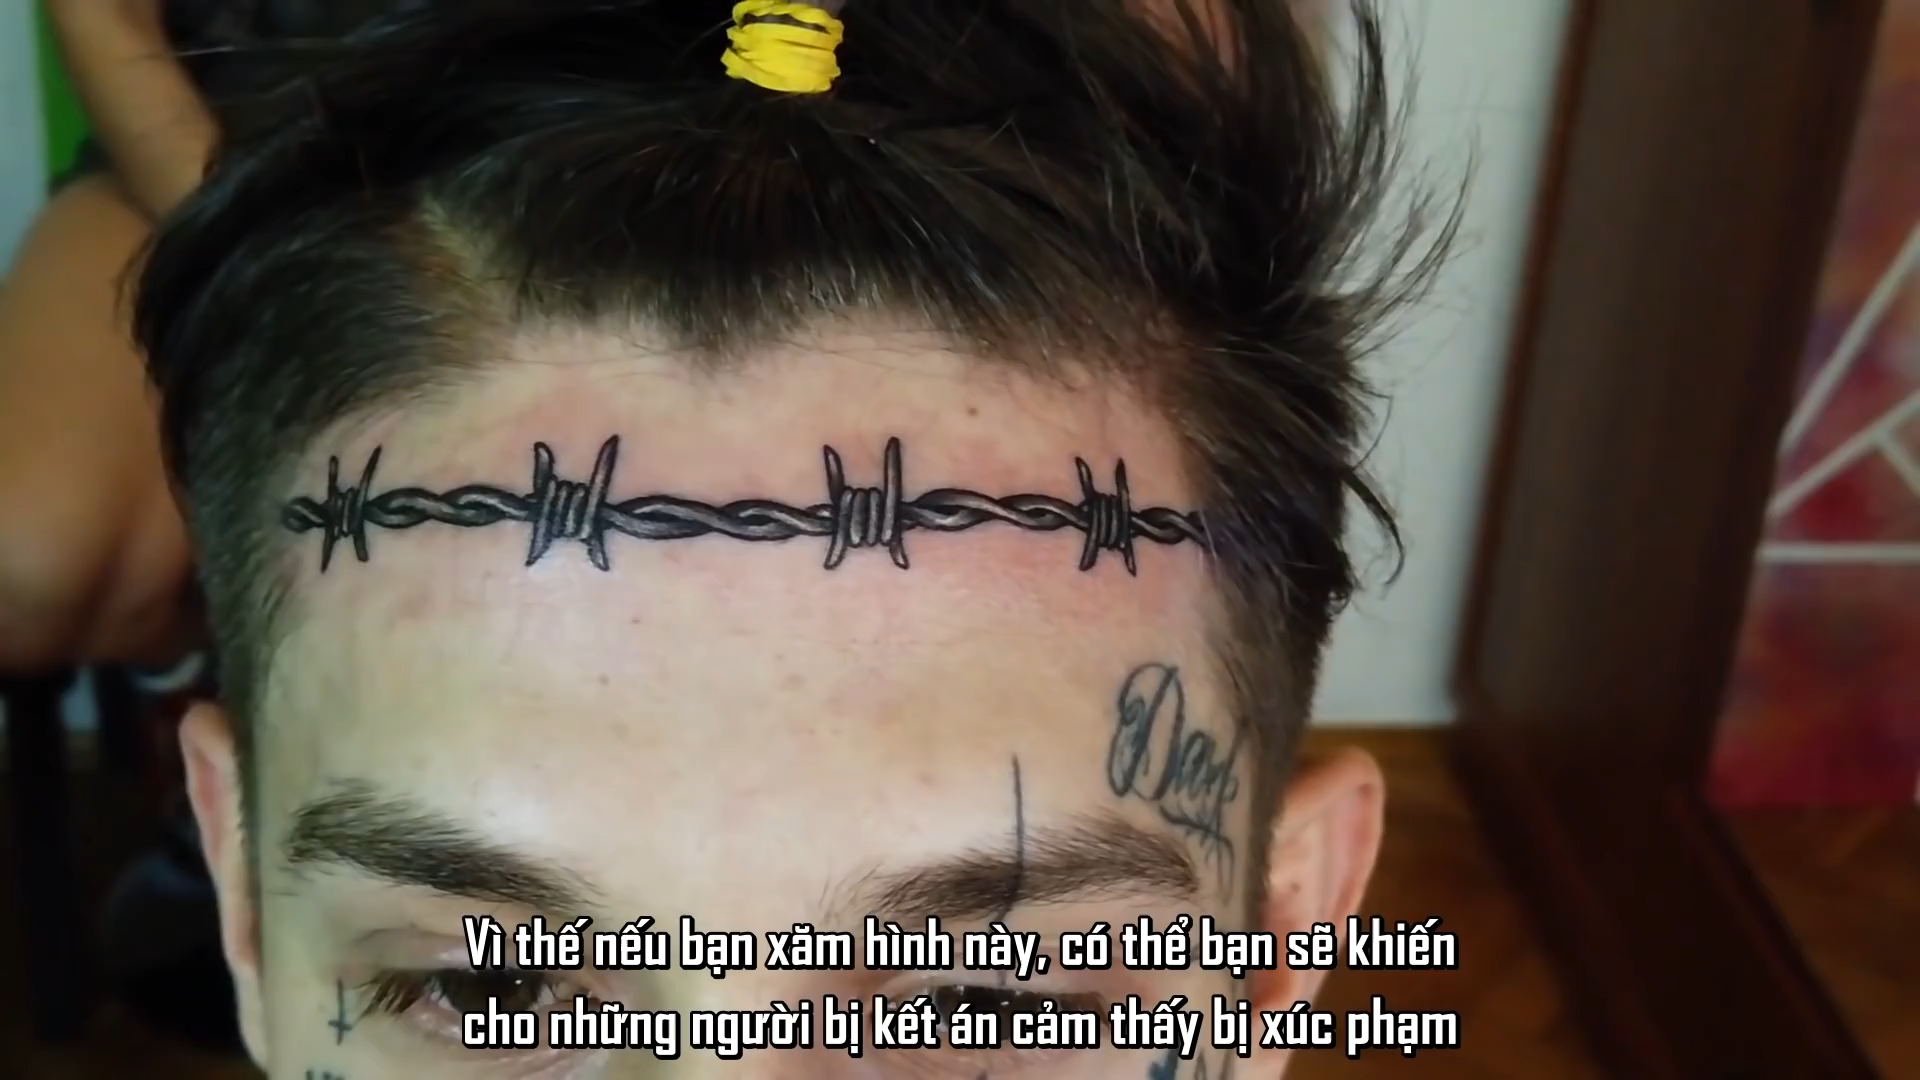 Dark
Vì thế nếu bạn xăm hình này, có thể bạn sẽ khiến
cho những người bị kết án cảm thấy bị xúc phạm